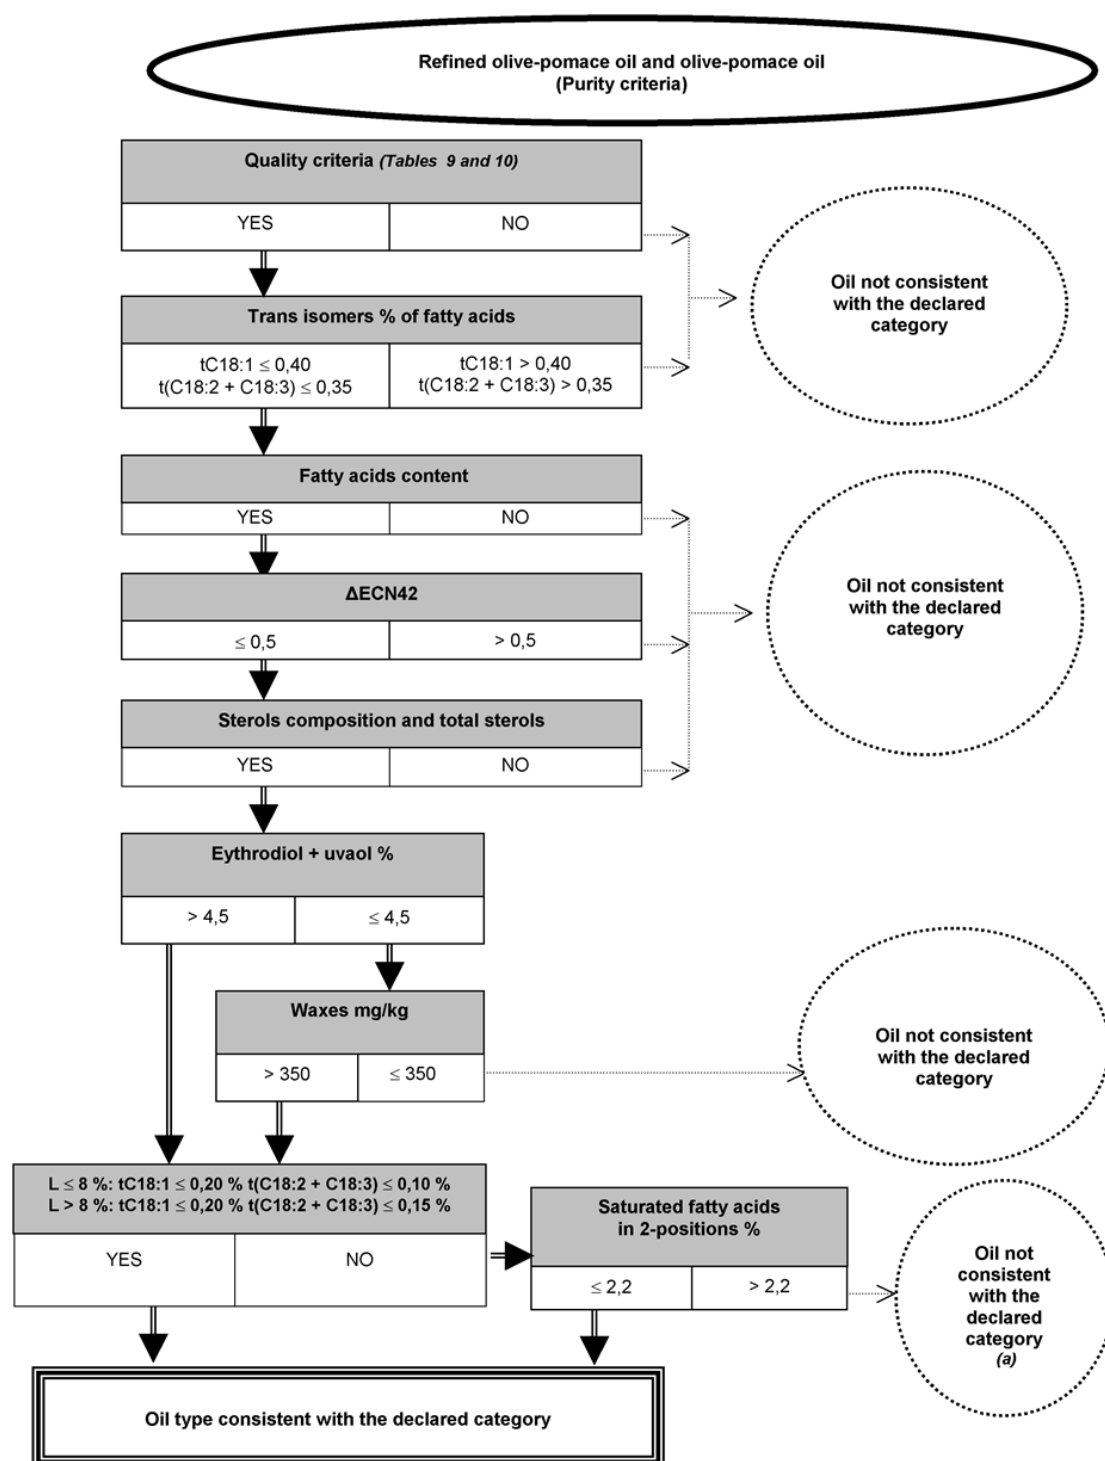 Refined olive-pomace oil and olive-pomace oil
(Purity criteria)
Quality criteria (Tables 9 and 10)
YES
NO
Oil not consistent
with the declared
category
Trans isomers % of fatty acids
tC18:1 ≤ 0,40
t(C18:2 + C18:3) ≤ 0,35
tC18:1 > 0,40
t(C18:2 + C18:3) > 0,35
Fatty acids content
YES
NO
ΔECN42
≤ 0,5
> 0,5
Oil not consistent
with the declared
category
Sterols composition and total sterols
YES
NO
Eythrodiol + uvaol %
> 4,5
≤ 4,5
Waxes mg/kg
> 350
≤ 350
Oil not consistent
with the declared
category
L ≤ 8 %: tC18:1 ≤ 0,20 % t(C18:2 + C18:3) ≤ 0,10 %
L > 8 %: tC18:1 ≤ 0,20 % t(C18:2 + C18:3) ≤ 0,15 %
YES
NO
Saturated fatty acids
in 2-positions %
≤ 2,2
> 2,2
Oil not
consistent
with the
declared
category
(a)
Oil type consistent with the declared category